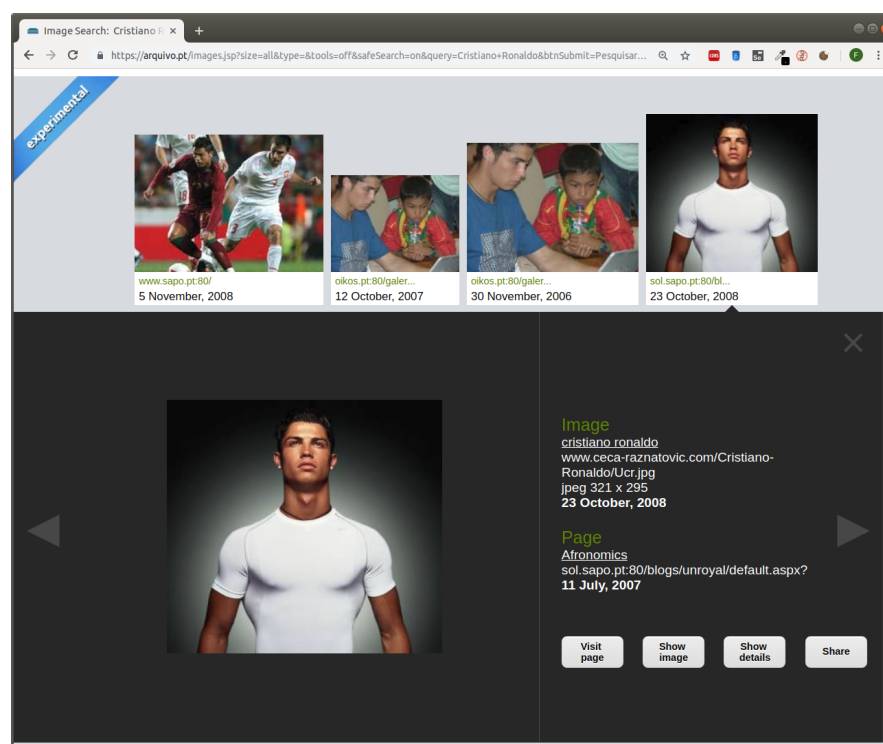 Image Search: Cristiano R
https://arquivo.pt/images.jsp?size=all&type=&tools=off&safeSearch=on&query=Cristiano+Ronaldo&btnSubmit=Pesquisar...
experimental
www.sapo.pt:80/
5 November, 2008
oikos.pt:80/galer...
12 October, 2007
oikos.pt:80/galer...
30 November, 2006
sol.sapo.pt:80/bl...
23 October, 2008
Image
cristiano ronaldo
www.ceca-raznatovic.com/Cristiano-
Ronaldo/Ucr.jpg
jpeg 321 x 295
23 October, 2008
Page
Afronomics
sol.sapo.pt:80/blogs/unroyal/default.aspx?
11 July, 2007
Visit
page
Show
image
Show
details
Share